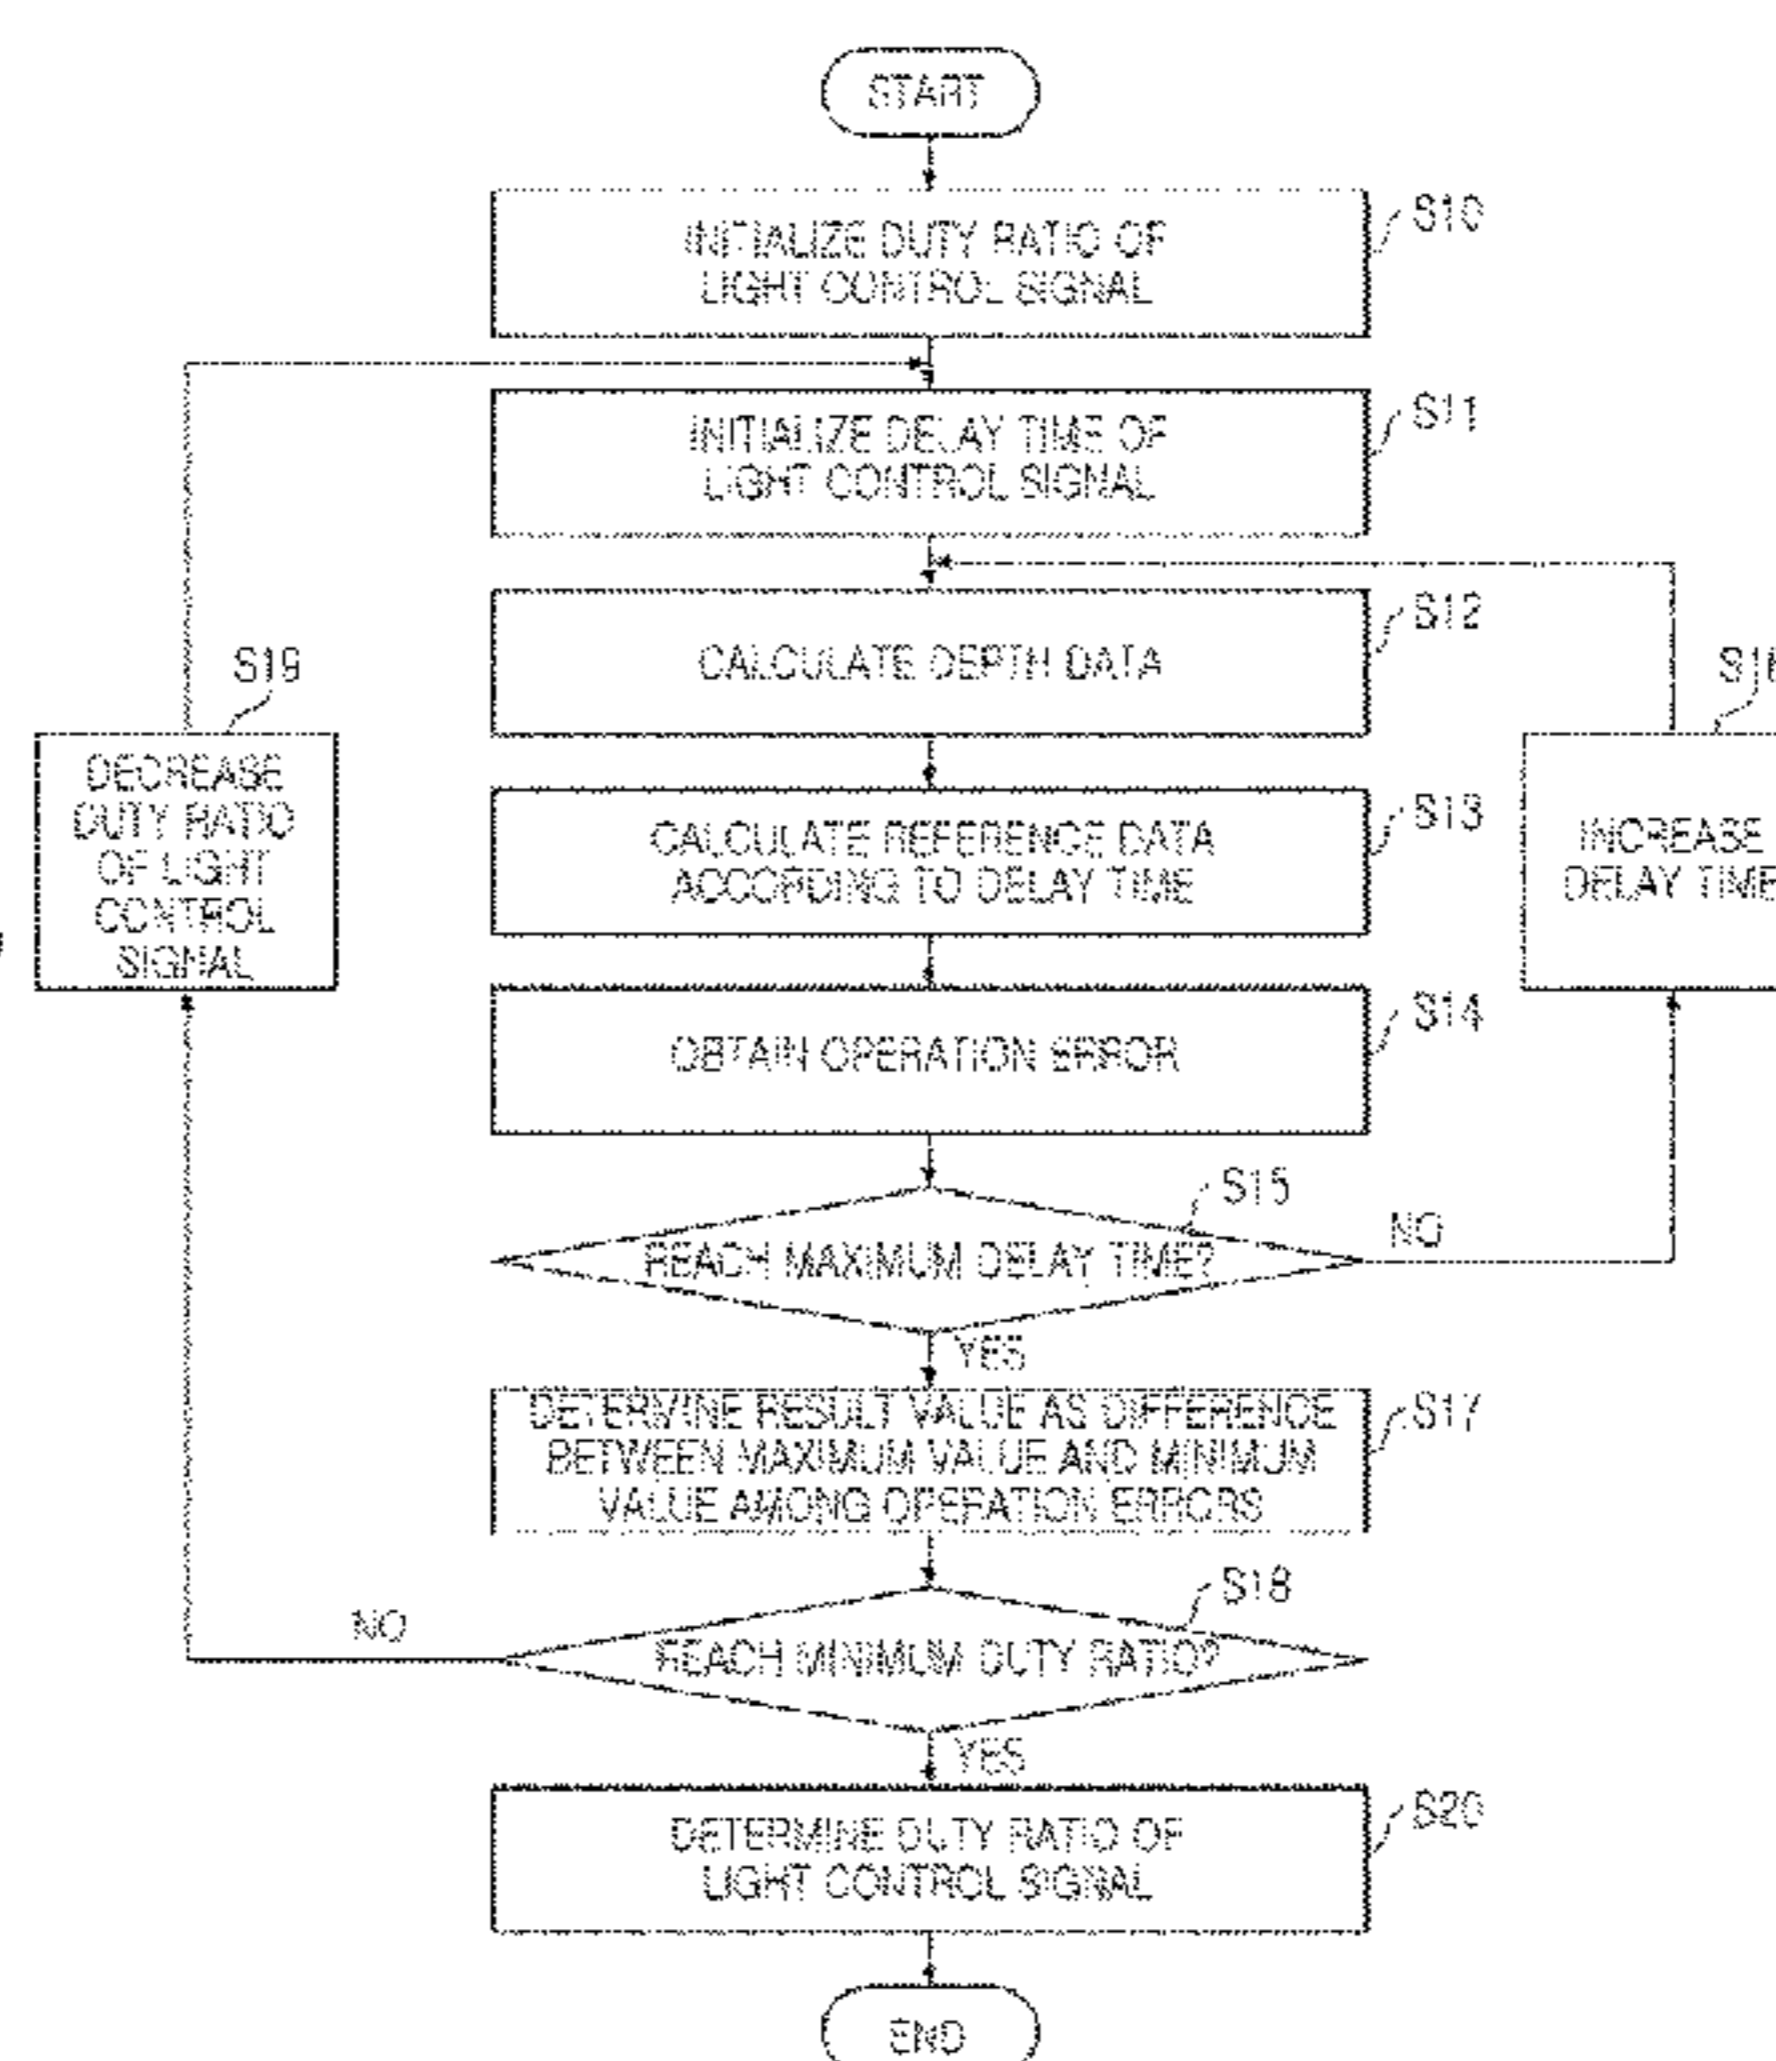 START
INITIALIZE DUTY RATIO OF
LIGHT CONTROL SIGNAL
S10
INITIALIZE DELAY TIME OF
LIGHT CONTROL SIGNAL
S11
CALCULATE DEPTH DATA
S12
S19
DECREASE
DUTY RATIO
OF LIGHT
CONTROL
SIGNAL
CALCULATE REFERENCE DATA
ACCORDING TO DELAY TIME
S13
INCREASE
DELAY TIME
OBTAIN OPERATION ERROR
S14
REACH MAXIMUM DELAY TIME?
S15
NO
YES
DETERMINE RESULT VALUE AS DIFFERENCE
BETWEEN MAXIMUM VALUE AND MINIMUM
VALUE AMONG OPERATION ERRORS
S17
REACH MINIMUM DUTY RATIO?
S18
NO
YES
DETERMINE DUTY RATIO OF
LIGHT CONTROL SIGNAL
S20
END